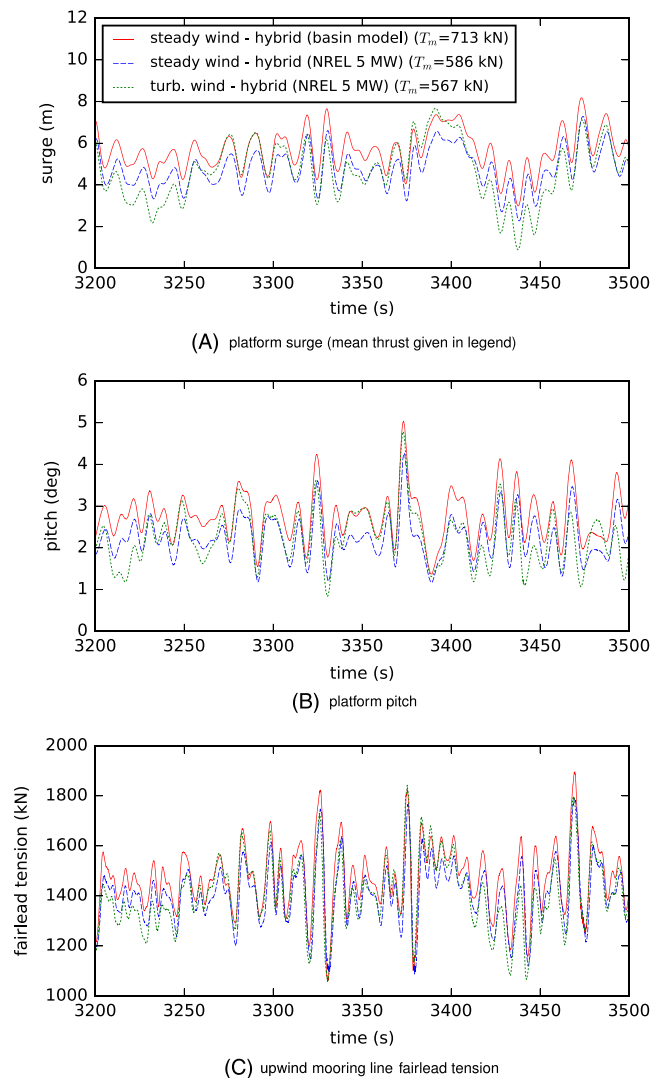 steady wind - hybrid (basin model) (Tm=713 kN)
steady wind - hybrid (NREL 5 MW) (Tm=586 kN)
turb. wind - hybrid (NREL 5 MW) (Tm=567 kN)
14
12
10
8
6
4
2
0
surge (m)
3200 3250 3300 3350 3400 3450 3500
time (s)
(A) platform surge (mean thrust given in legend)
6
5
4
3
2
1
0
pitch (deg)
3200 3250 3300 3350 3400 3450 3500
time (s)
(B) platform pitch
2000
1800
1600
1400
1200
1000
fairlead tension (kN)
3200 3250 3300 3350 3400 3450 3500
time (s)
(C) upwind mooring line fairlead tension